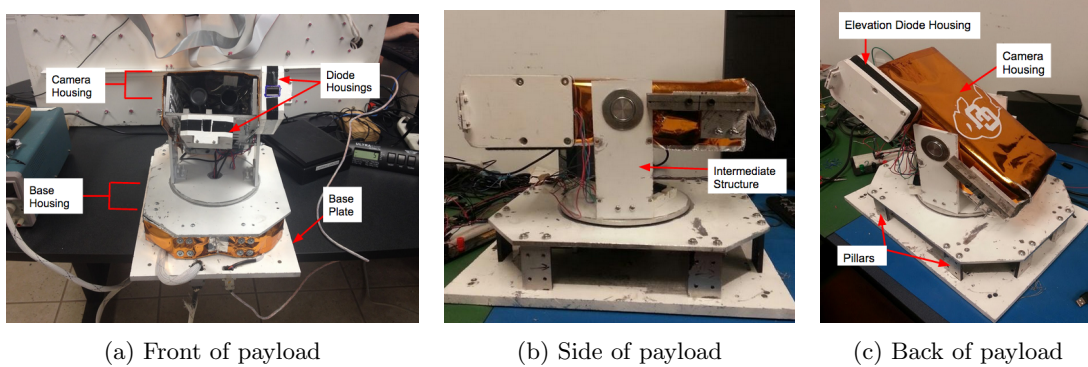 Camera
Housing
Diode
Housings
Base
Housing
Base
Plate
Intermediate
Structure
Elevation Diode Housing
Camera
Housing
Pillars
(a) Front of payload
(b) Side of payload
(c) Back of payload